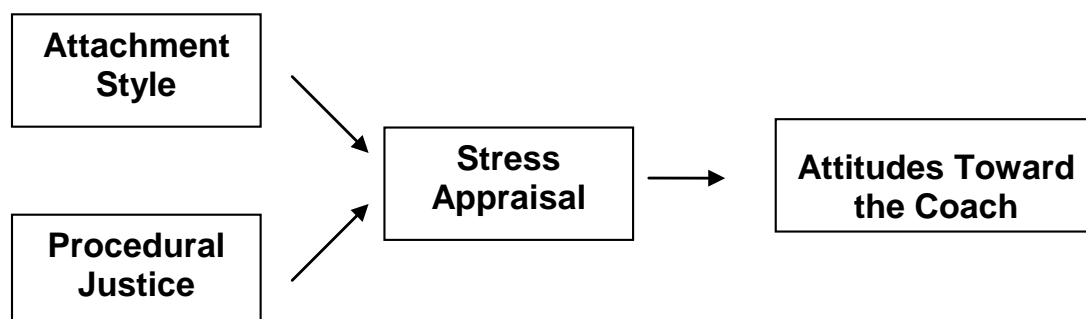 Attachment
Style
Procedural
Justice
Stress
Appraisal
Attitudes Toward
the Coach